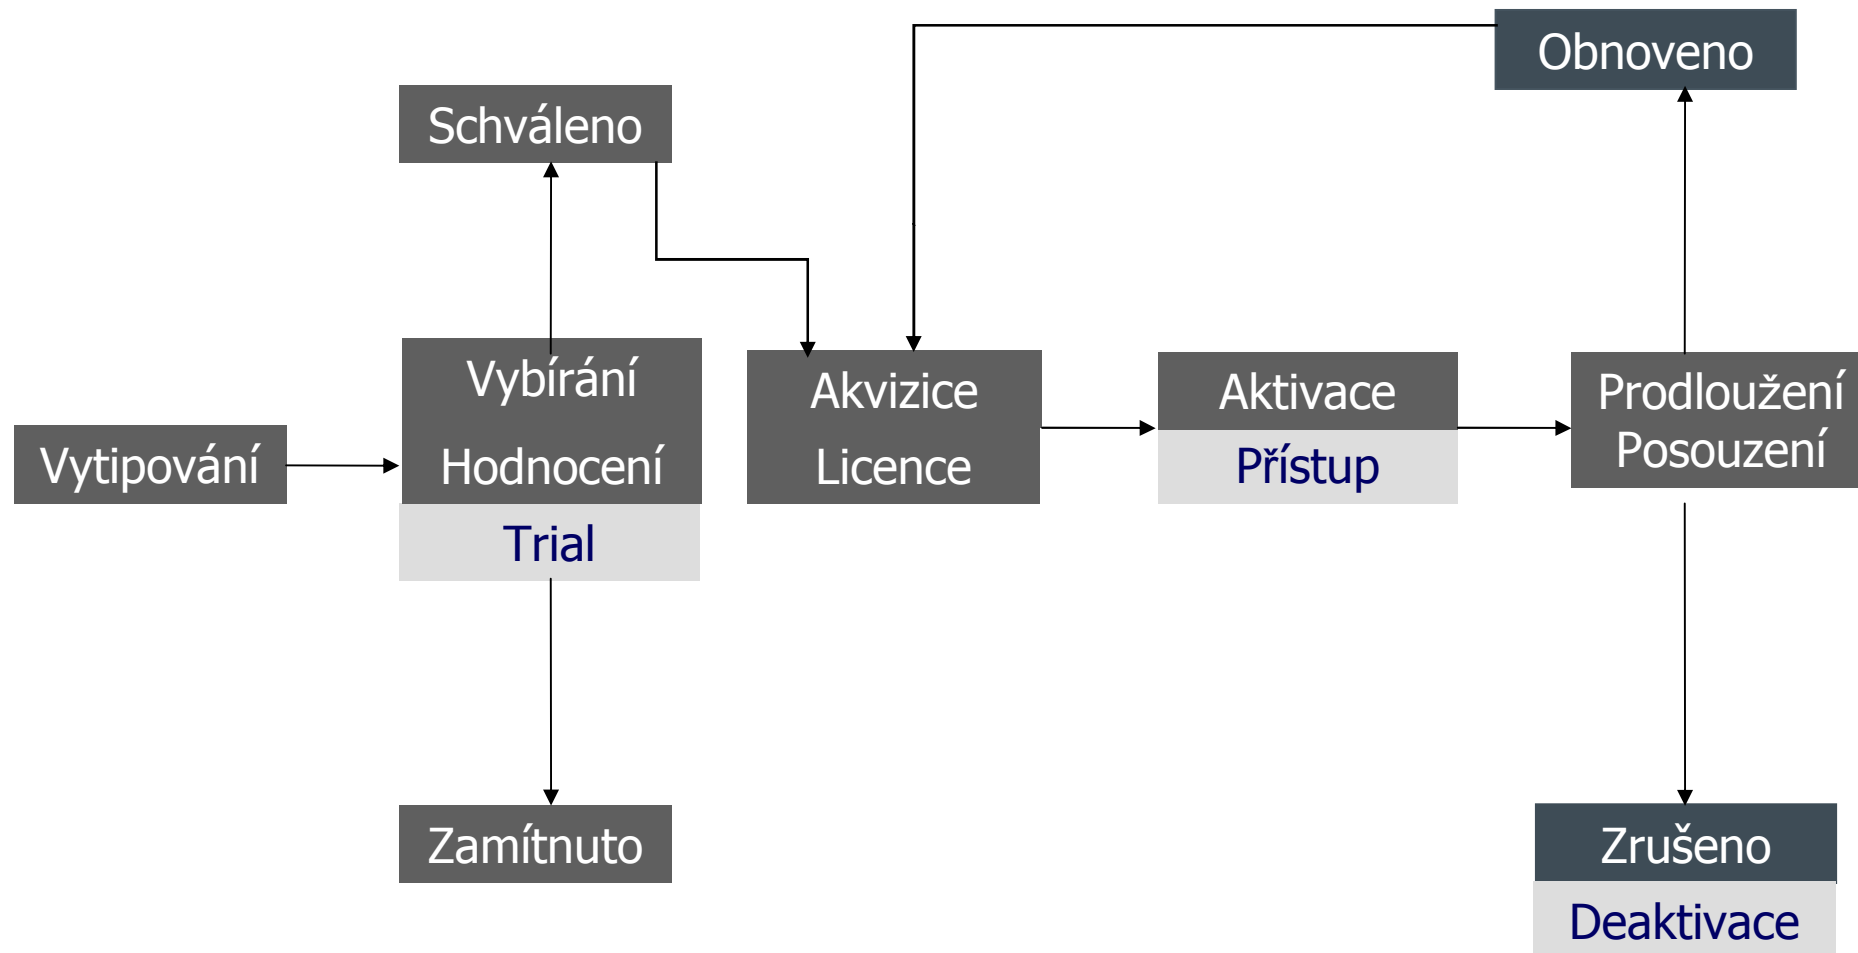 Obnoveno
Schváleno
Vybírání
Hodnocení
Trial
Akvizice
Licence
Aktivace
Přístup
Prodloužení
Posouzení
Vytipování
Zamítnuto
Zrušeno
Deaktivace